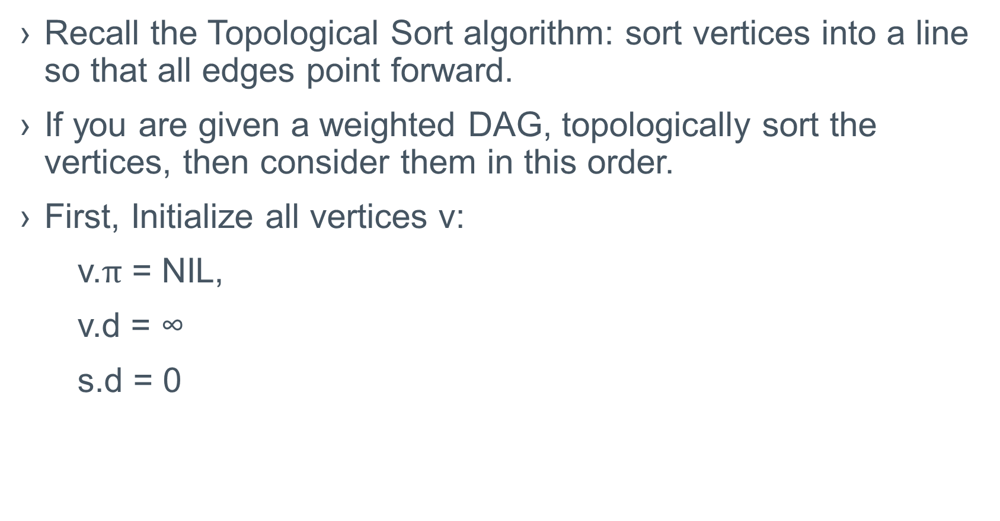 › Recall the Topological Sort algorithm: sort vertices into a line
so that all edges point forward.
› If you are given a weighted DAG, topologically sort the
vertices, then consider them in this order.
› First, Initialize all vertices v:
v.π = NIL,
v.d = ∞
s.d = 0